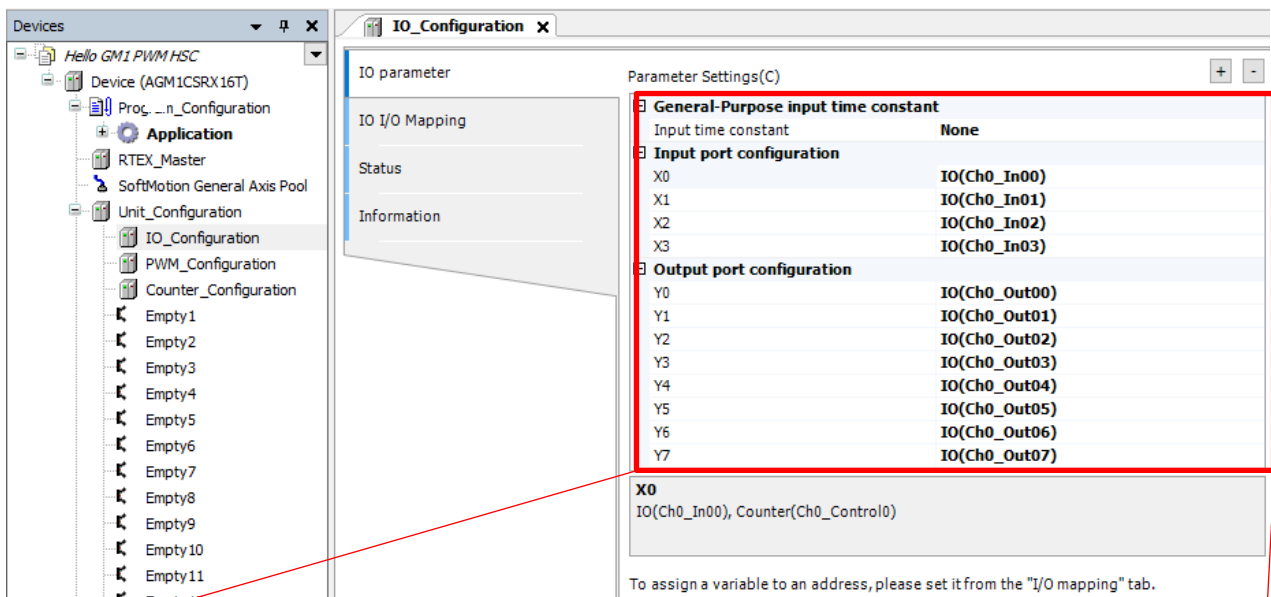 Devices
Hello GM1 PWM HSC
Device (AGM1CSRX16T)
Application
RTEX_Master
SoftMotion General Axis Pool
Unit_Configuration
IO_Configuration
PWM_Configuration
Counter_Configuration
Empty1
Empty2
Empty3
Empty4
Empty5
Empty6
Empty7
Empty8
Empty9
Empty10
Empty11
IO_Configuration
IO parameter
IO I/O Mapping
Status
Information
Parameter Settings(C)
+ -
General-Purpose input time constant
Input time constant None
Input port configuration
X0 IO(Ch0_In00)
X1 IO(Ch0_In01)
X2 IO(Ch0_In02)
X3 IO(Ch0_In03)
Output port configuration
Y0 IO(Ch0_Out00)
Y1 IO(Ch0_Out01)
Y2 IO(Ch0_Out02)
Y3 IO(Ch0_Out03)
Y4 IO(Ch0_Out04)
Y5 IO(Ch0_Out05)
Y6 IO(Ch0_Out06)
Y7 IO(Ch0_Out07)
X0
IO(Ch0_In00), Counter(Ch0_Control0)
To assign a variable to an address, please set it from the "I/O mapping" tab.